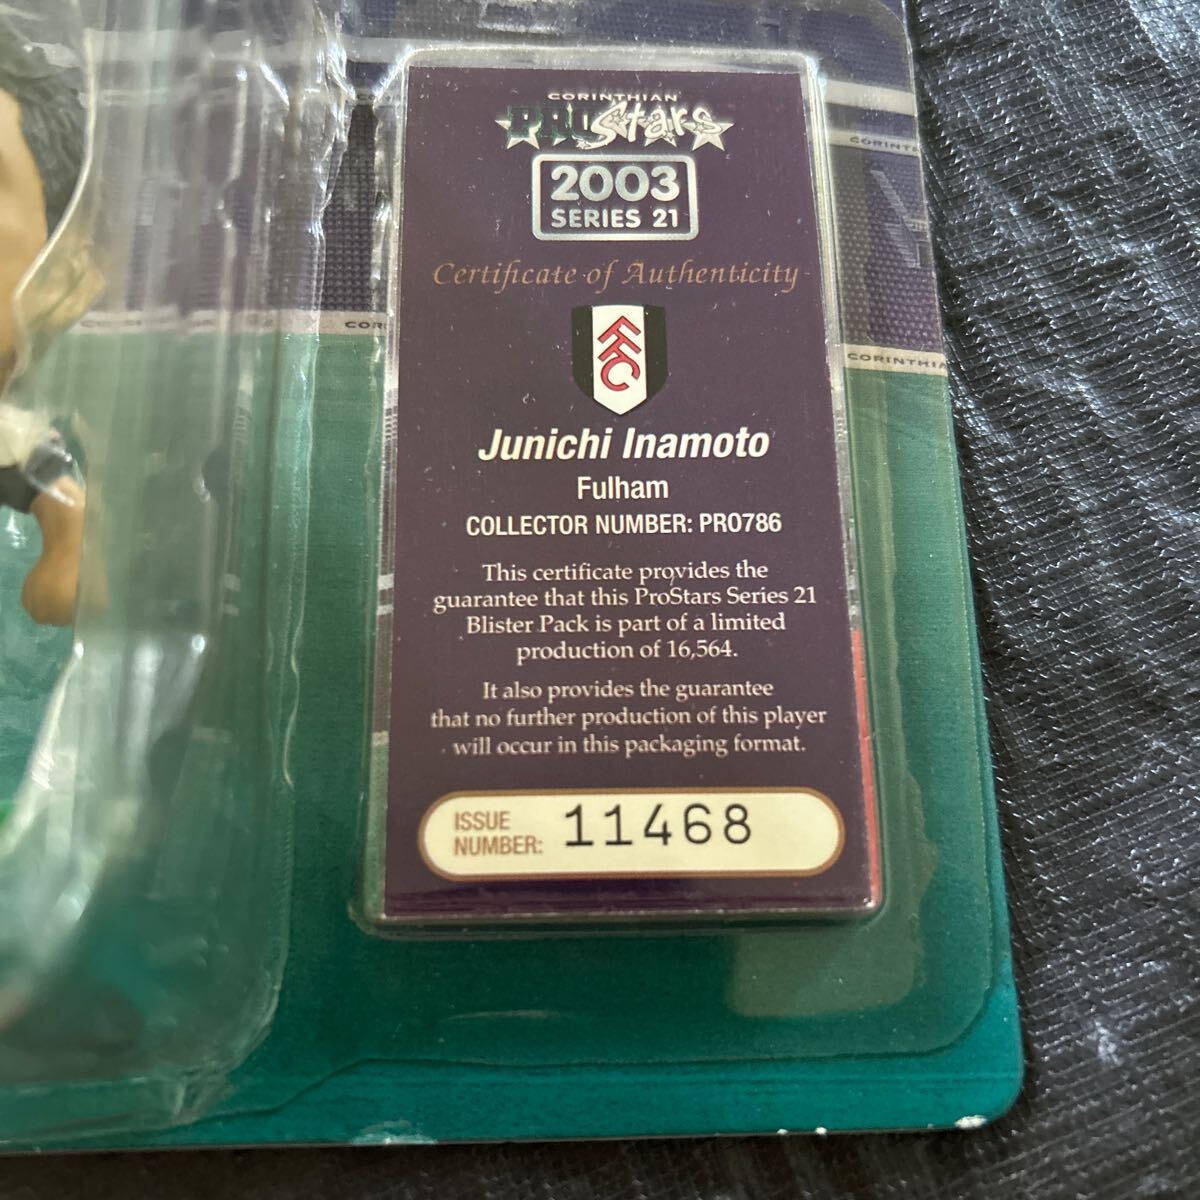 CORINTHIAN
PROStars
2003
SERIES 21
Certificate of Authenticity
FFC
Junichi Inamoto
Fulham
COLLECTOR NUMBER: PRO786
This certificate provides the
guarantee that this ProStars Series 21
Blister Pack is part of a limited
production of 16,564.
It also provides the guarantee
that no further production of this player
will occur in this packaging format.
ISSUE
NUMBER: 11468